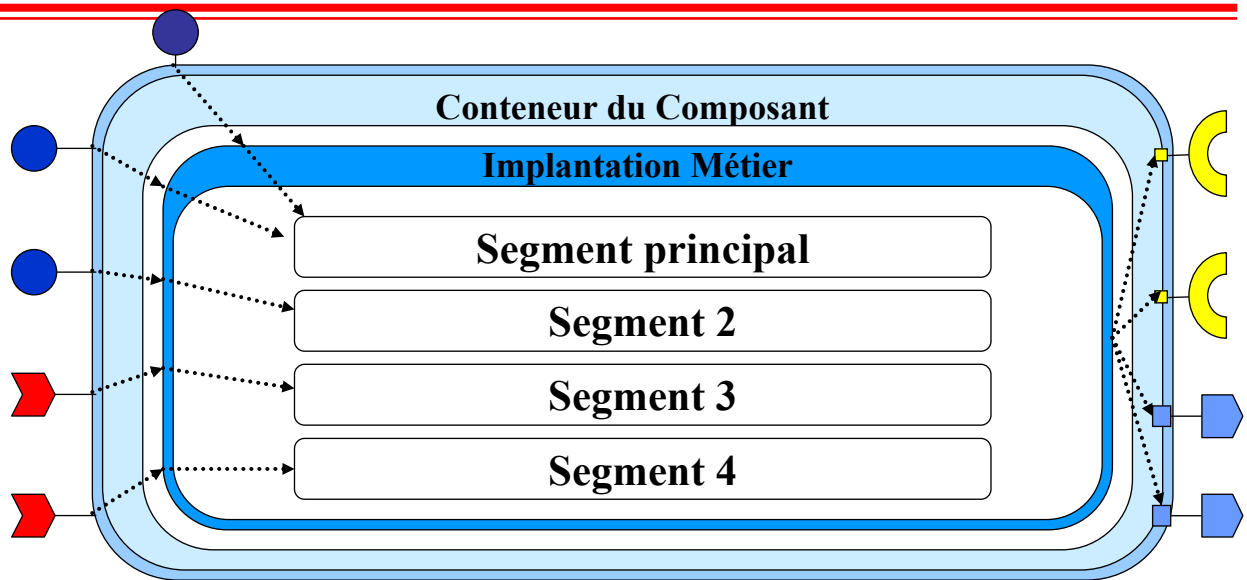 Conteneur du Composant
Implantation Métier
Segment principal
Segment 2
Segment 3
Segment 4